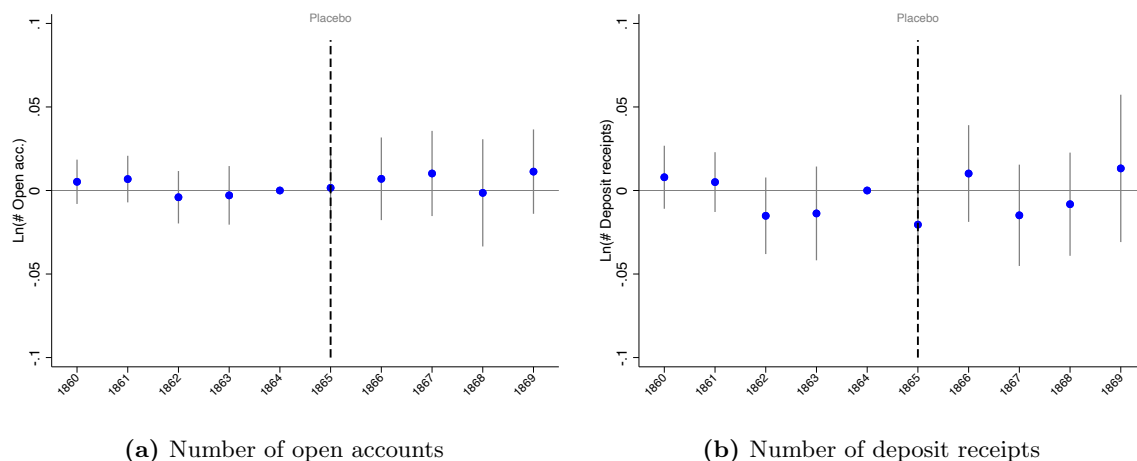 Placebo
Ln(# Open acc.)
.1
.05
0
-.05
-.1
1860 1861 1862 1863 1864 1865 1866 1867 1868 1869
(a) Number of open accounts
Placebo
Ln(# Deposit receipts)
.1
.05
0
-.05
-.1
1860 1861 1862 1863 1864 1865 1866 1867 1868 1869
(b) Number of deposit receipts